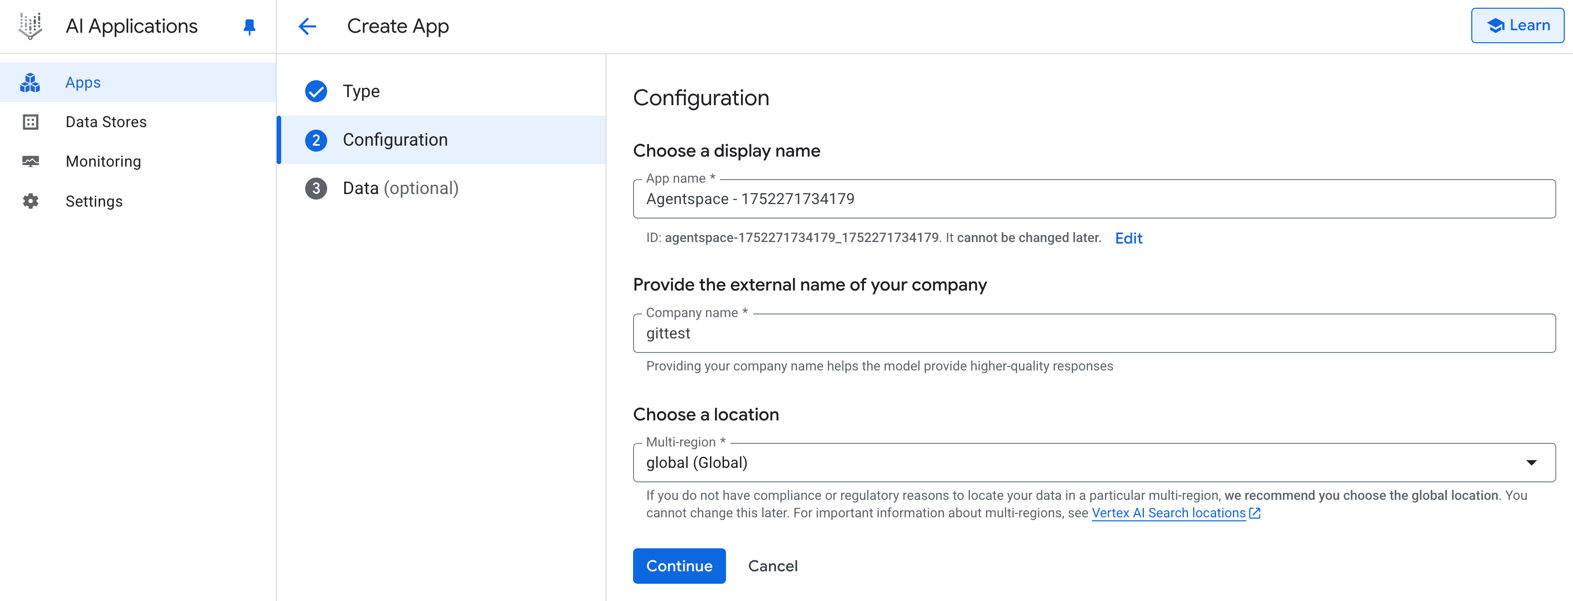 AI Applications
Create App
Learn
Apps
Data Stores
Monitoring
Settings
Type
2 Configuration
3 Data (optional)
Configuration
Choose a display name
App name *
Agentspace - 1752271734179
ID: agentspace-1752271734179_1752271734179. It cannot be changed later. Edit
Provide the external name of your company
Company name *
gittest
Providing your company name helps the model provide higher-quality responses
Choose a location
Multi-region *
global (Global)
If you do not have compliance or regulatory reasons to locate your data in a particular multi-region, we recommend you choose the global location. You
cannot change this later. For important information about multi-regions, see Vertex AI Search locations
Continue
Cancel